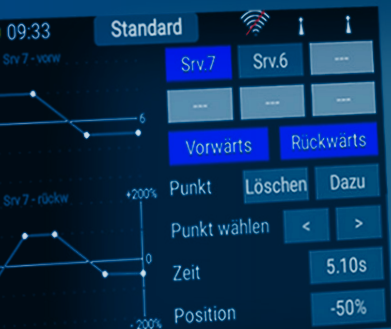 09:33 Standard
Srv 7 - vorw
Srv.7 Srv.6 ---
--- --- ---
6
Vorwärts Rückwärts
Srv 7 - rückw
+200%
Punkt Löschen Dazu
Punkt wählen < >
0
Zeit 5.10s
Position -50%
-200%